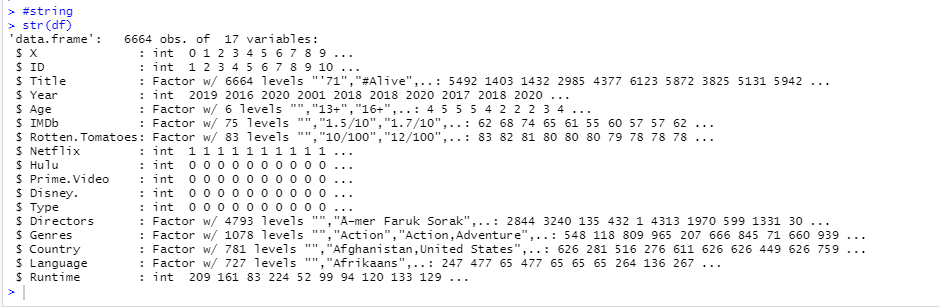 > #string
> str(df)
'data.frame':   6664 obs. of  17 variables:
 $ X              : int  0 1 2 3 4 5 6 7 8 9 ...
 $ ID             : int  1 2 3 4 5 6 7 8 9 10 ...
 $ Title          : Factor w/ 6664 levels "'71","#Alive",..: 5492 1403 1432 2985 4377 6123 5872 3825 5131 5942 ...
 $ Year           : int  2019 2016 2020 2001 2018 2018 2020 2017 2018 2020 ...
 $ Age            : Factor w/ 6 levels "","13+","16+",..: 4 5 5 5 4 2 2 2 3 4 ...
 $ IMDb           : Factor w/ 75 levels "","1.5/10","1.7/10",..: 62 68 74 65 61 55 60 57 57 62 ...
 $ Rotten.Tomatoes: Factor w/ 83 levels "","10/100","12/100",..: 83 82 81 80 80 80 79 78 78 78 ...
 $ Netflix        : int  1 1 1 1 1 1 1 1 1 1 ...
 $ Hulu           : int  0 0 0 0 0 0 0 0 0 0 ...
 $ Prime.Video    : int  0 0 0 0 0 0 0 0 0 0 ...
 $ Disney.        : int  0 0 0 0 0 0 0 0 0 0 ...
 $ Type           : int  0 0 0 0 0 0 0 0 0 0 ...
 $ Directors      : Factor w/ 4793 levels "","Ã–mer Faruk Sorak",..: 2844 3240 135 432 1 4313 1970 599 1331 30 ...
 $ Genres         : Factor w/ 1078 levels "","Action","Action,Adventure",..: 548 118 809 965 207 666 845 71 660 939 ...
 $ Country        : Factor w/ 781 levels "","Afghanistan,United States",..: 626 281 516 276 611 626 626 449 626 759 ...
 $ Language       : Factor w/ 727 levels "","Afrikaans",..: 247 477 65 477 65 65 65 264 136 267 ...
 $ Runtime        : int  209 161 83 224 52 99 94 120 133 129 ...
>